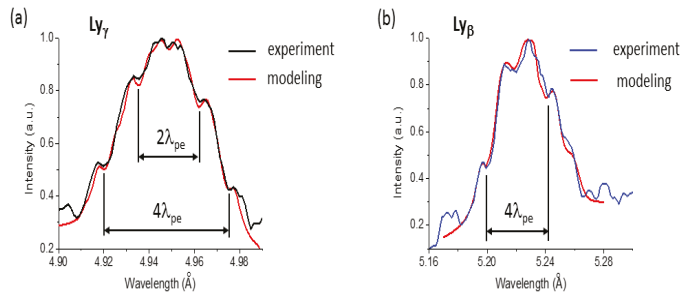 (a)
Lyγ
experiment
modeling
2λpe
4λpe
Intensity (a.u.)
1.0
0.8
0.6
0.4
0.2
4.90 4.92 4.94 4.96 4.98
Wavelength (Å)
(b)
Lyβ
experiment
modeling
4λpe
Intensity (a.u.)
1.0
0.8
0.6
0.4
0.2
5.16 5.20 5.24 5.28
Wavelength (Å)